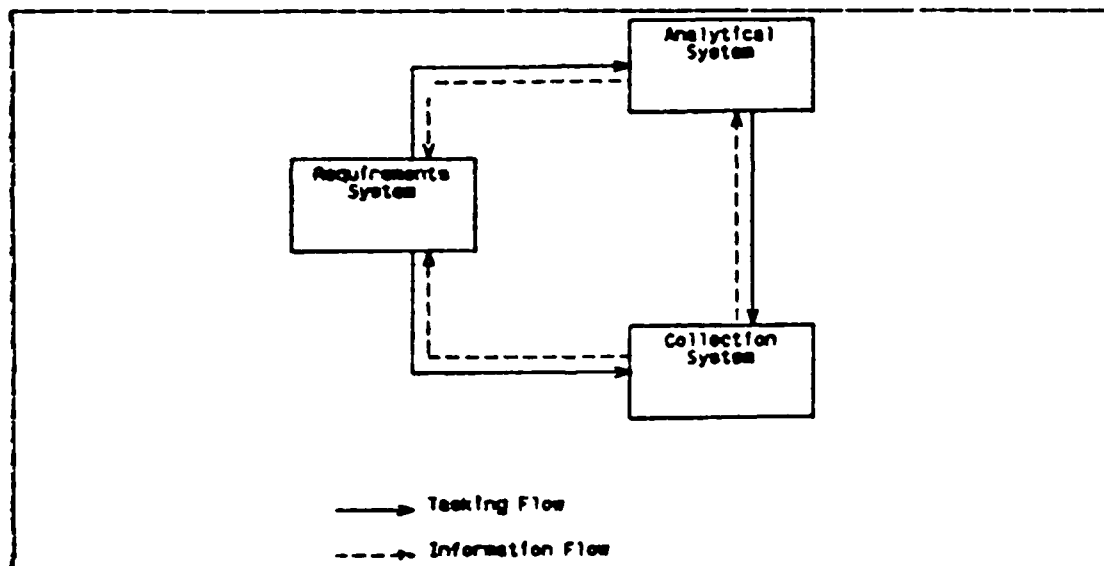 Analytical
System
Requirements
System
Collection
System
Tasking Flow
Information Flow